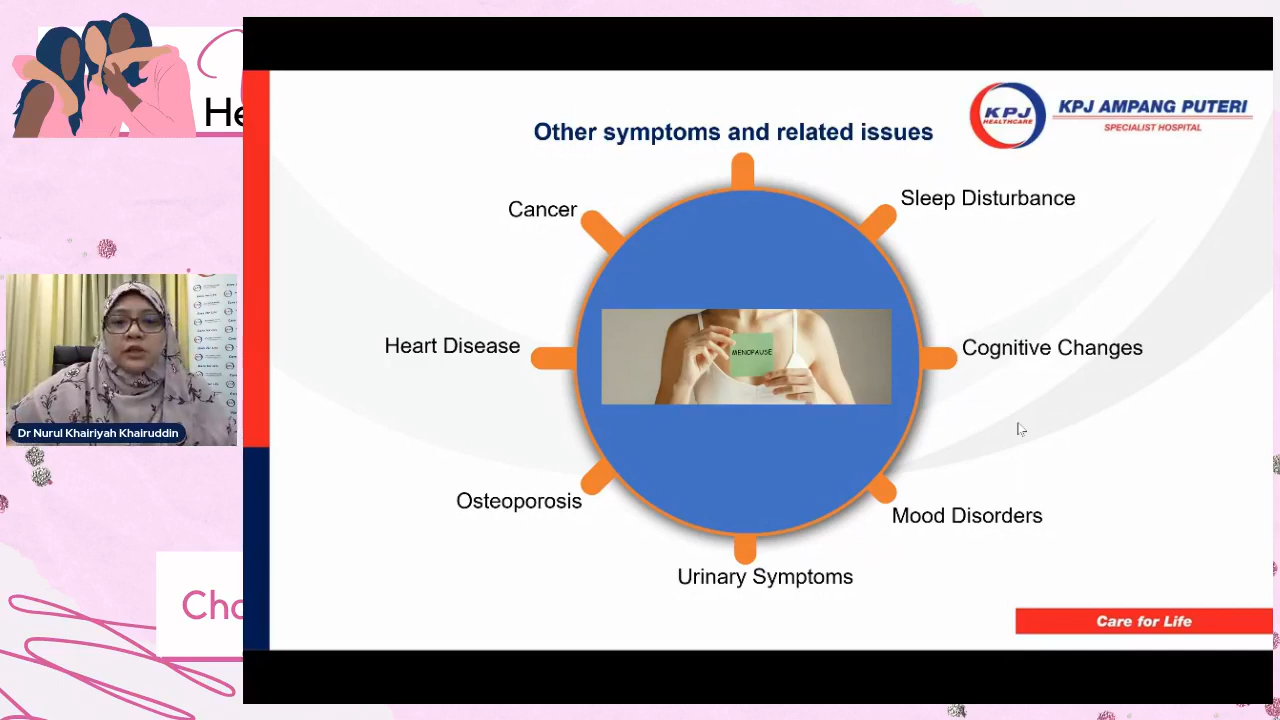 He
Cho
Dr Nurul Khairiyah Khairuddin
KPJ
HEALTHCARE
KPJ AMPANG PUTERI
SPECIALIST HOSPITAL
Other symptoms and related issues
Sleep Disturbance
Cancer
Heart Disease
MENOPAUSE
Cognitive Changes
Osteoporosis
Mood Disorders
Urinary Symptoms
Care for Life